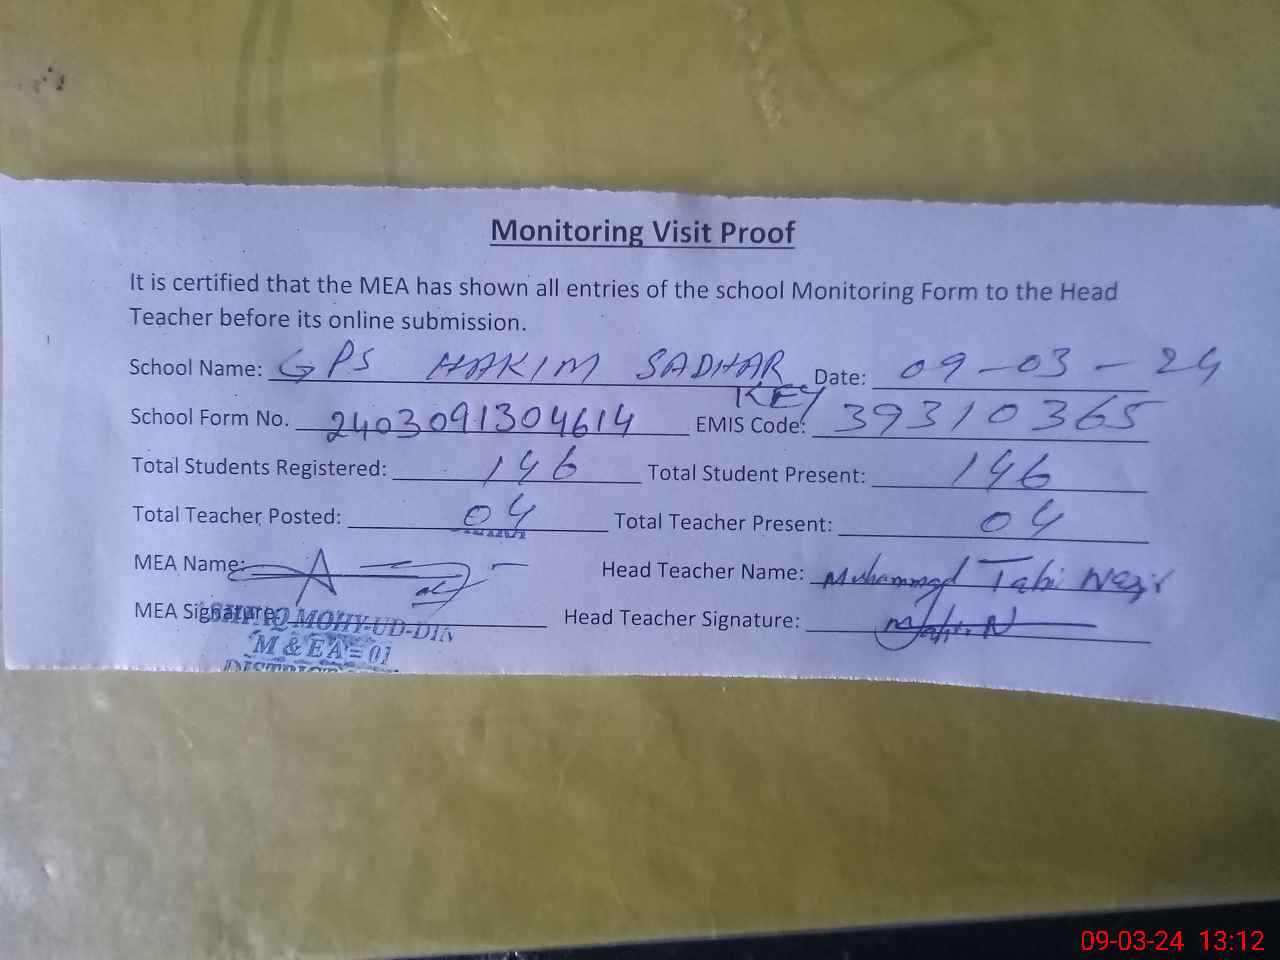 Monitoring Visit Proof
It is certified that the MEA has shown all entries of the school Monitoring Form to the Head
Teacher before its online submission.
School Name: GPS HAKIM SADHAR Date: 09-03-24
KEY
School Form No. 2403091304614 EMIS Code: 39310365
Total Students Registered: 146 Total Student Present: 146
Total Teacher Posted: 04 Total Teacher Present: 04
MEA Name: Head Teacher Name: Muhammad Nazir
MEA Signature Head Teacher Signature:
MOHY-UD-DIN
M & EA = 01
DISTRICT
09-03-24 13:12